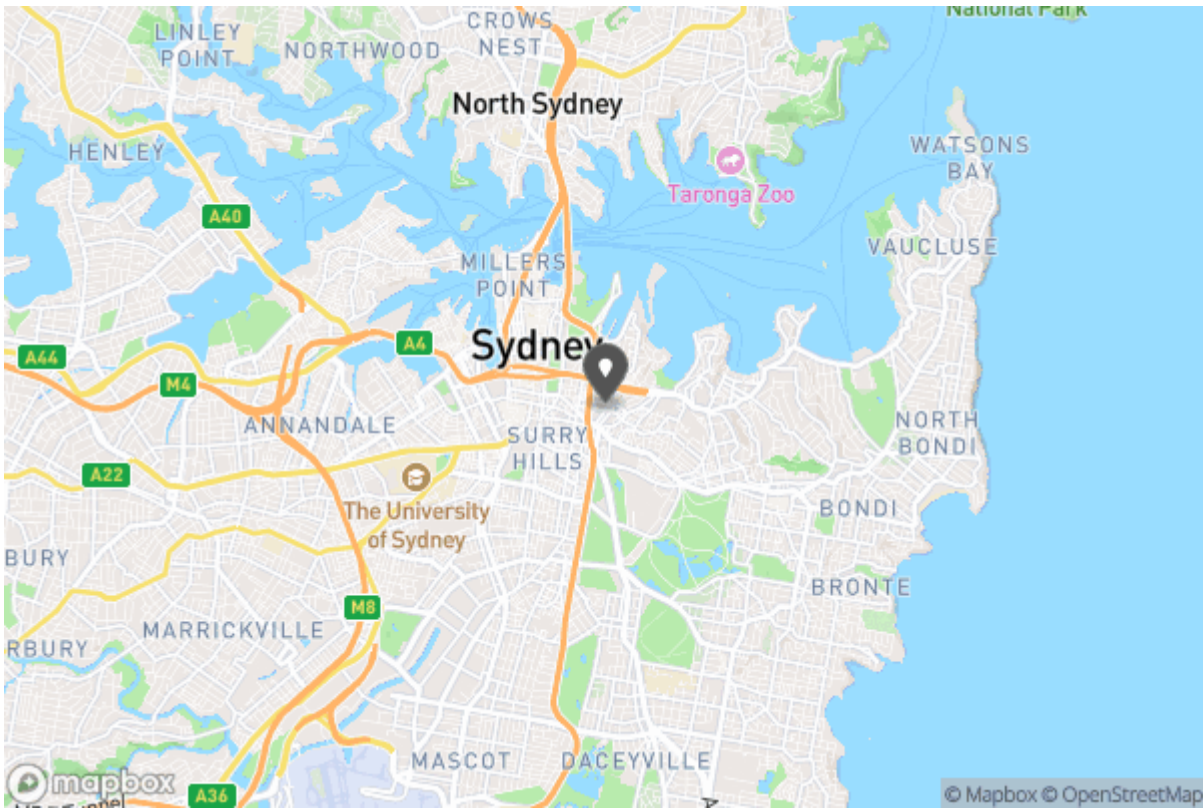 National Park
LINLEY
POINT
NORTHWOOD
CROWS
NEST
North Sydney
HENLEY
WATSONS
BAY
Taronga Zoo
A40
VAUCLUSE
MILLERS
POINT
Sydney
A4
A44
M4
ANNANDALE
SURRY
HILLS
NORTH
BONDI
A22
The University
of Sydney
BONDI
BURY
BRONTE
M8
MARRICKVILLE
RBURY
MASCOT
DACEYVILLE
mapbox
A36
© Mapbox © OpenStreetMap